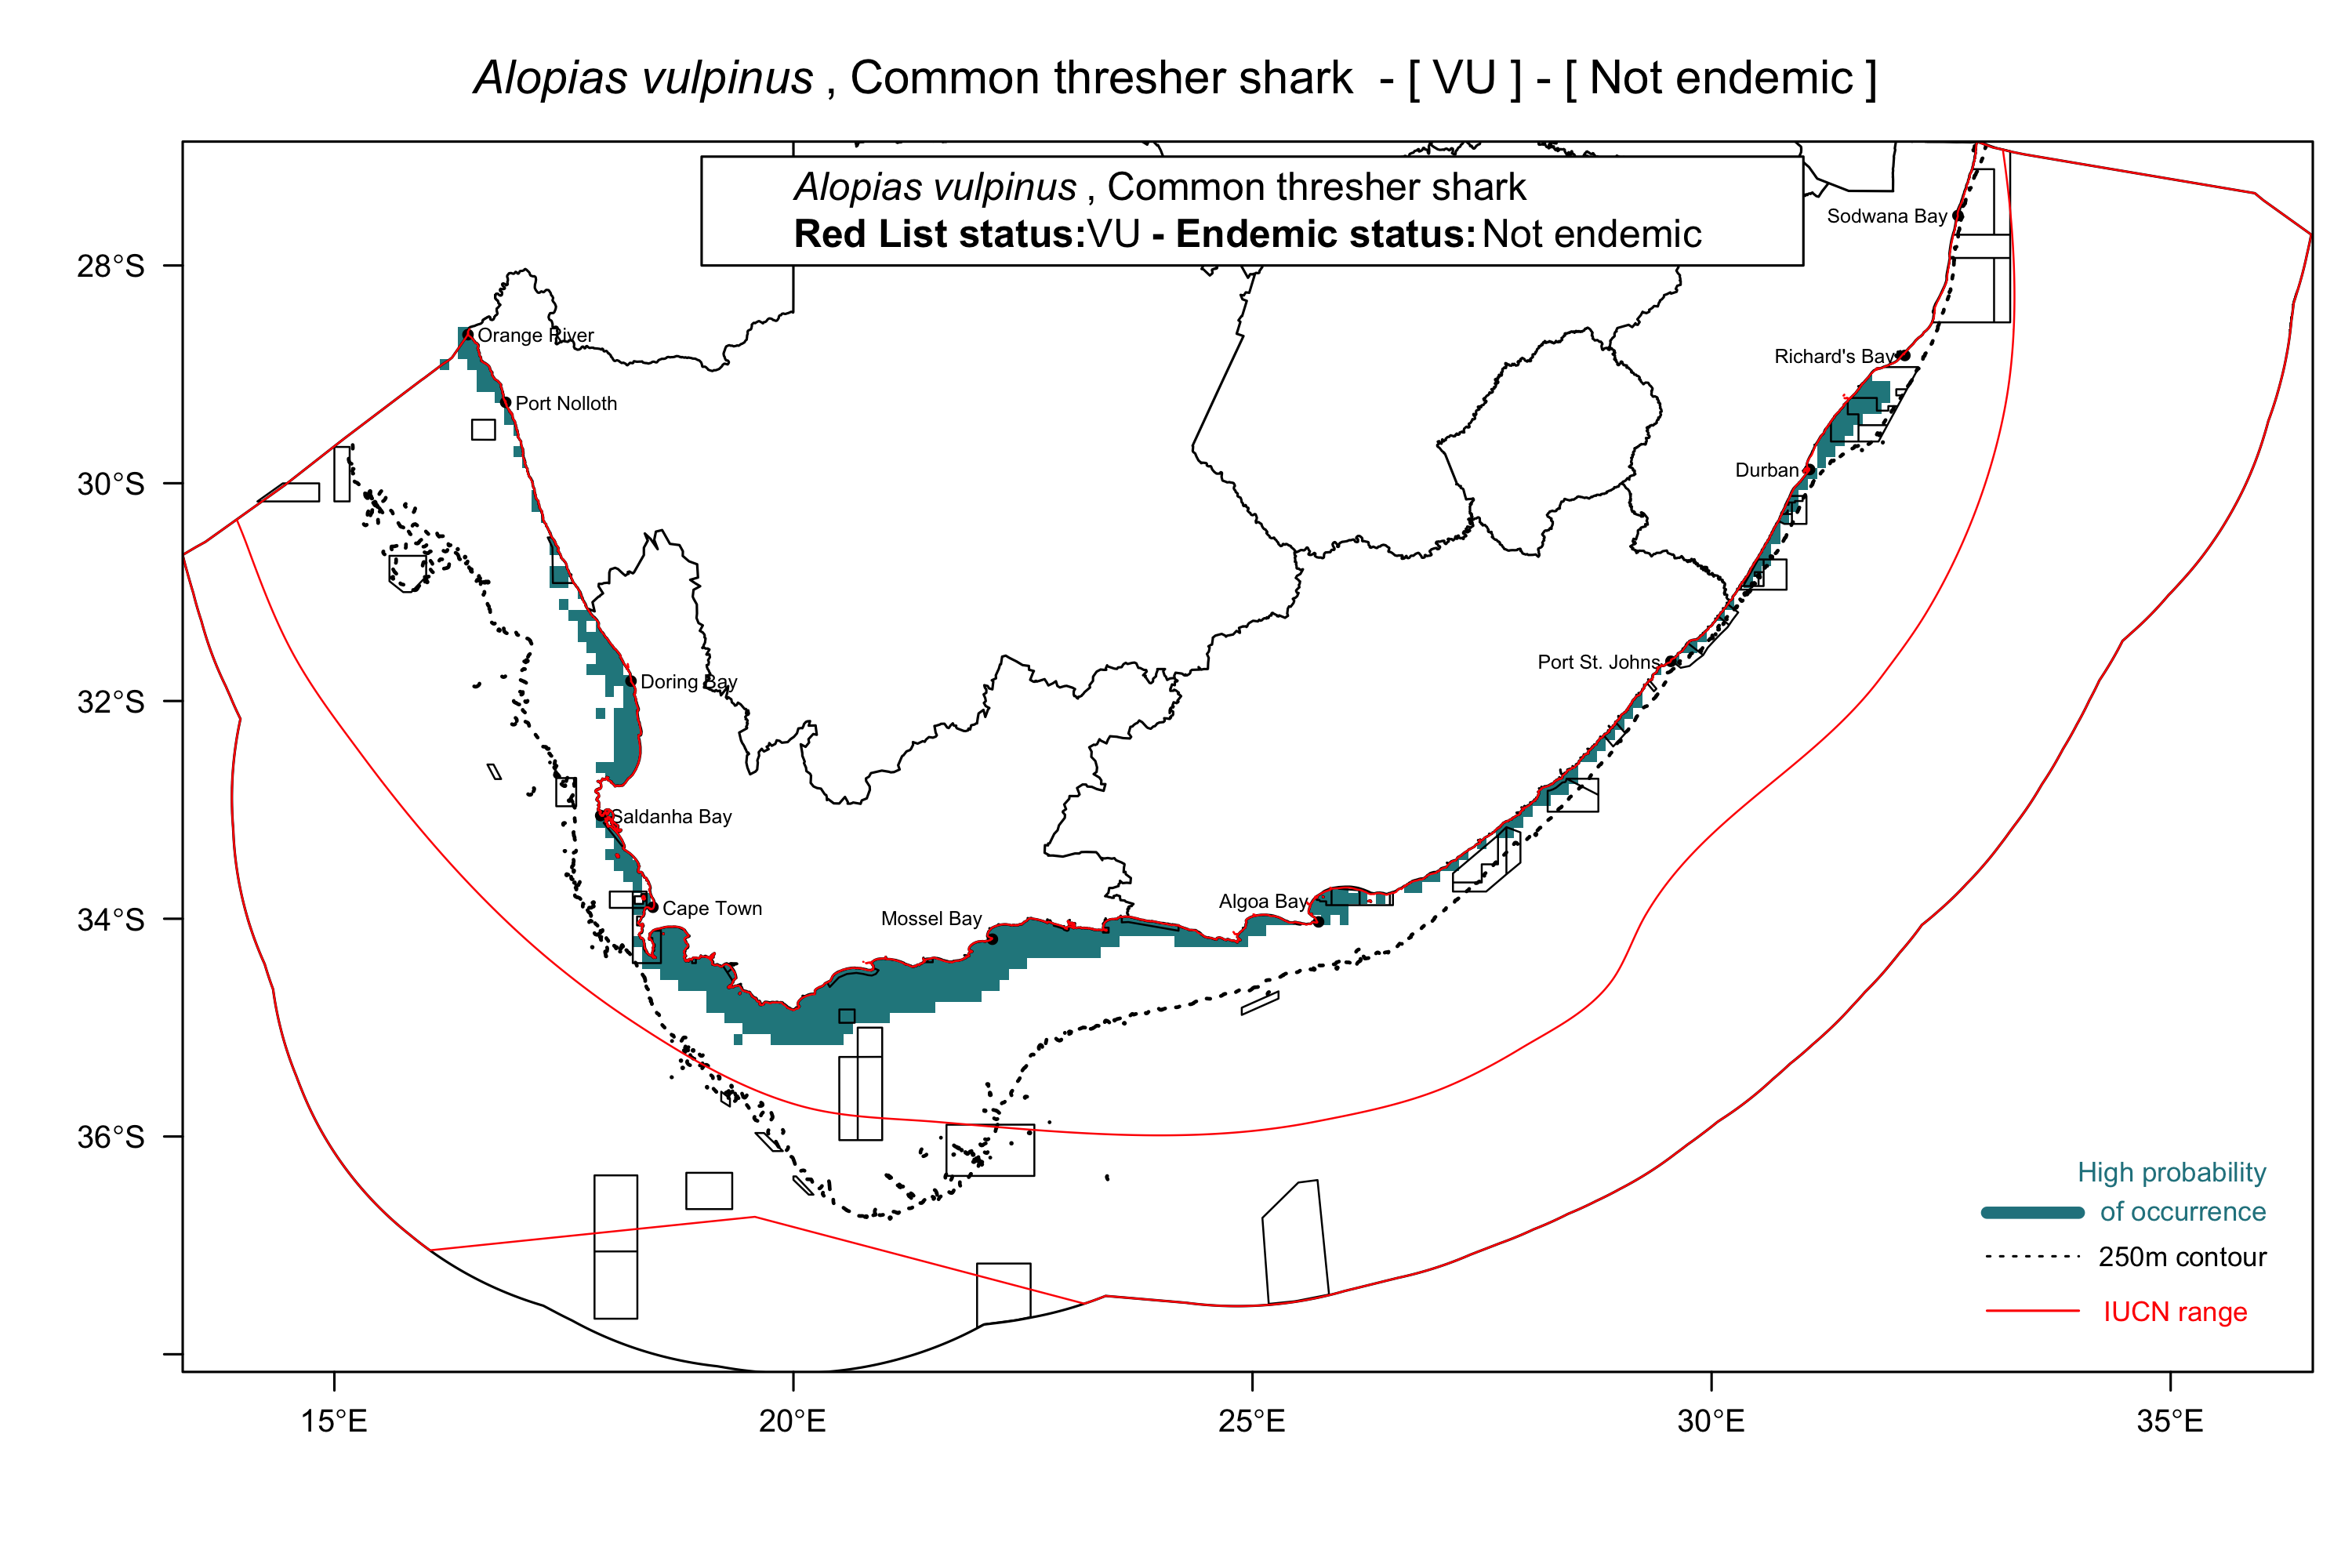 Alopias vulpinus , Common thresher shark - [ VU ] - [ Not endemic ]
Alopias vulpinus , Common thresher shark
Red List status:VU - Endemic status: Not endemic
Sodwana Bay
28°S
Orange River
Richard's Bay
Port Nolloth
Durban
30°S
Port St. Johns
Doring Bay
32°S
Saldanha Bay
Algoa Bay
Cape Town
Mossel Bay
34°S
36°S
High probability
of occurrence
250m contour
IUCN range
15°E
20°E
25°E
30°E
35°E